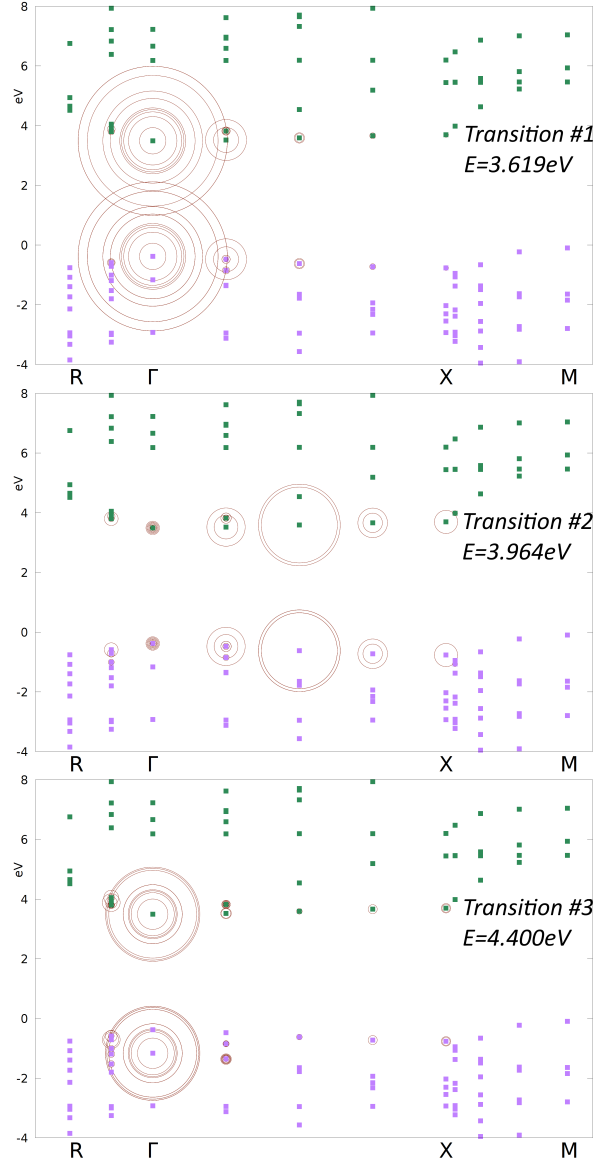 8
6
eV
4
Transition #1
E=3.619eV
2
0
-2
-4
R Γ X M
8
6
eV
4
Transition #2
E=3.964eV
2
0
-2
-4
R Γ X M
8
6
eV
4
Transition #3
E=4.400eV
2
0
-2
-4
R Γ X M